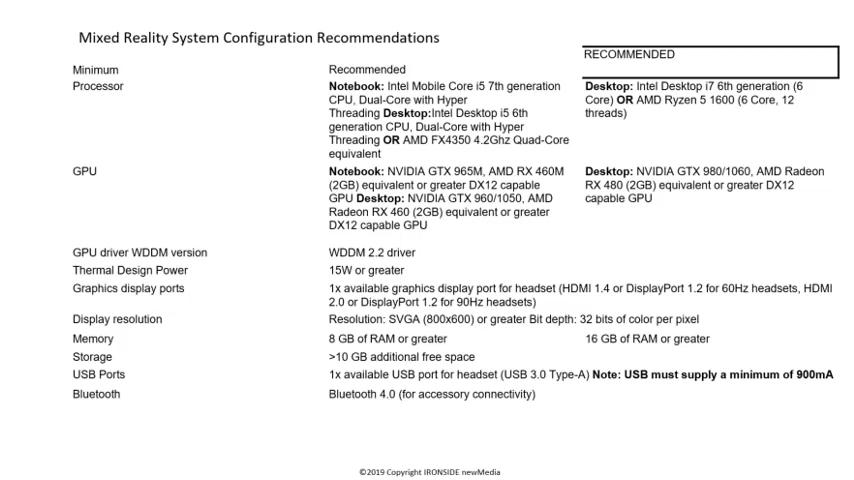 Mixed Reality System Configuration Recommendations
RECOMMENDED
Minimum
Recommended
Processor
Notebook: Intel Mobile Core i5 7th generation
CPU, Dual-Core with Hyper
Threading Desktop:Intel Desktop i5 6th
generation CPU, Dual-Core with Hyper
Threading OR AMD FX4350 4.2Ghz Quad-Core
equivalent
Desktop: Intel Desktop i7 6th generation (6
Core) OR AMD Ryzen 5 1600 (6 Core, 12
threads)
GPU
Notebook: NVIDIA GTX 965M, AMD RX 460M
(2GB) equivalent or greater DX12 capable
GPU Desktop: NVIDIA GTX 960/1050, AMD
Radeon RX 460 (2GB) equivalent or greater
DX12 capable GPU
Desktop: NVIDIA GTX 980/1060, AMD Radeon
RX 480 (2GB) equivalent or greater DX12
capable GPU
GPU driver WDDM version
WDDM 2.2 driver
Thermal Design Power
15W or greater
Graphics display ports
1x available graphics display port for headset (HDMI 1.4 or DisplayPort 1.2 for 60Hz headsets, HDMI
2.0 or DisplayPort 1.2 for 90Hz headsets)
Display resolution
Resolution: SVGA (800x600) or greater Bit depth: 32 bits of color per pixel
Memory
8 GB of RAM or greater
16 GB of RAM or greater
Storage
>10 GB additional free space
USB Ports
1x available USB port for headset (USB 3.0 Type-A) Note: USB must supply a minimum of 900mA
Bluetooth
Bluetooth 4.0 (for accessory connectivity)
©2019 Copyright IRONSIDE newMedia